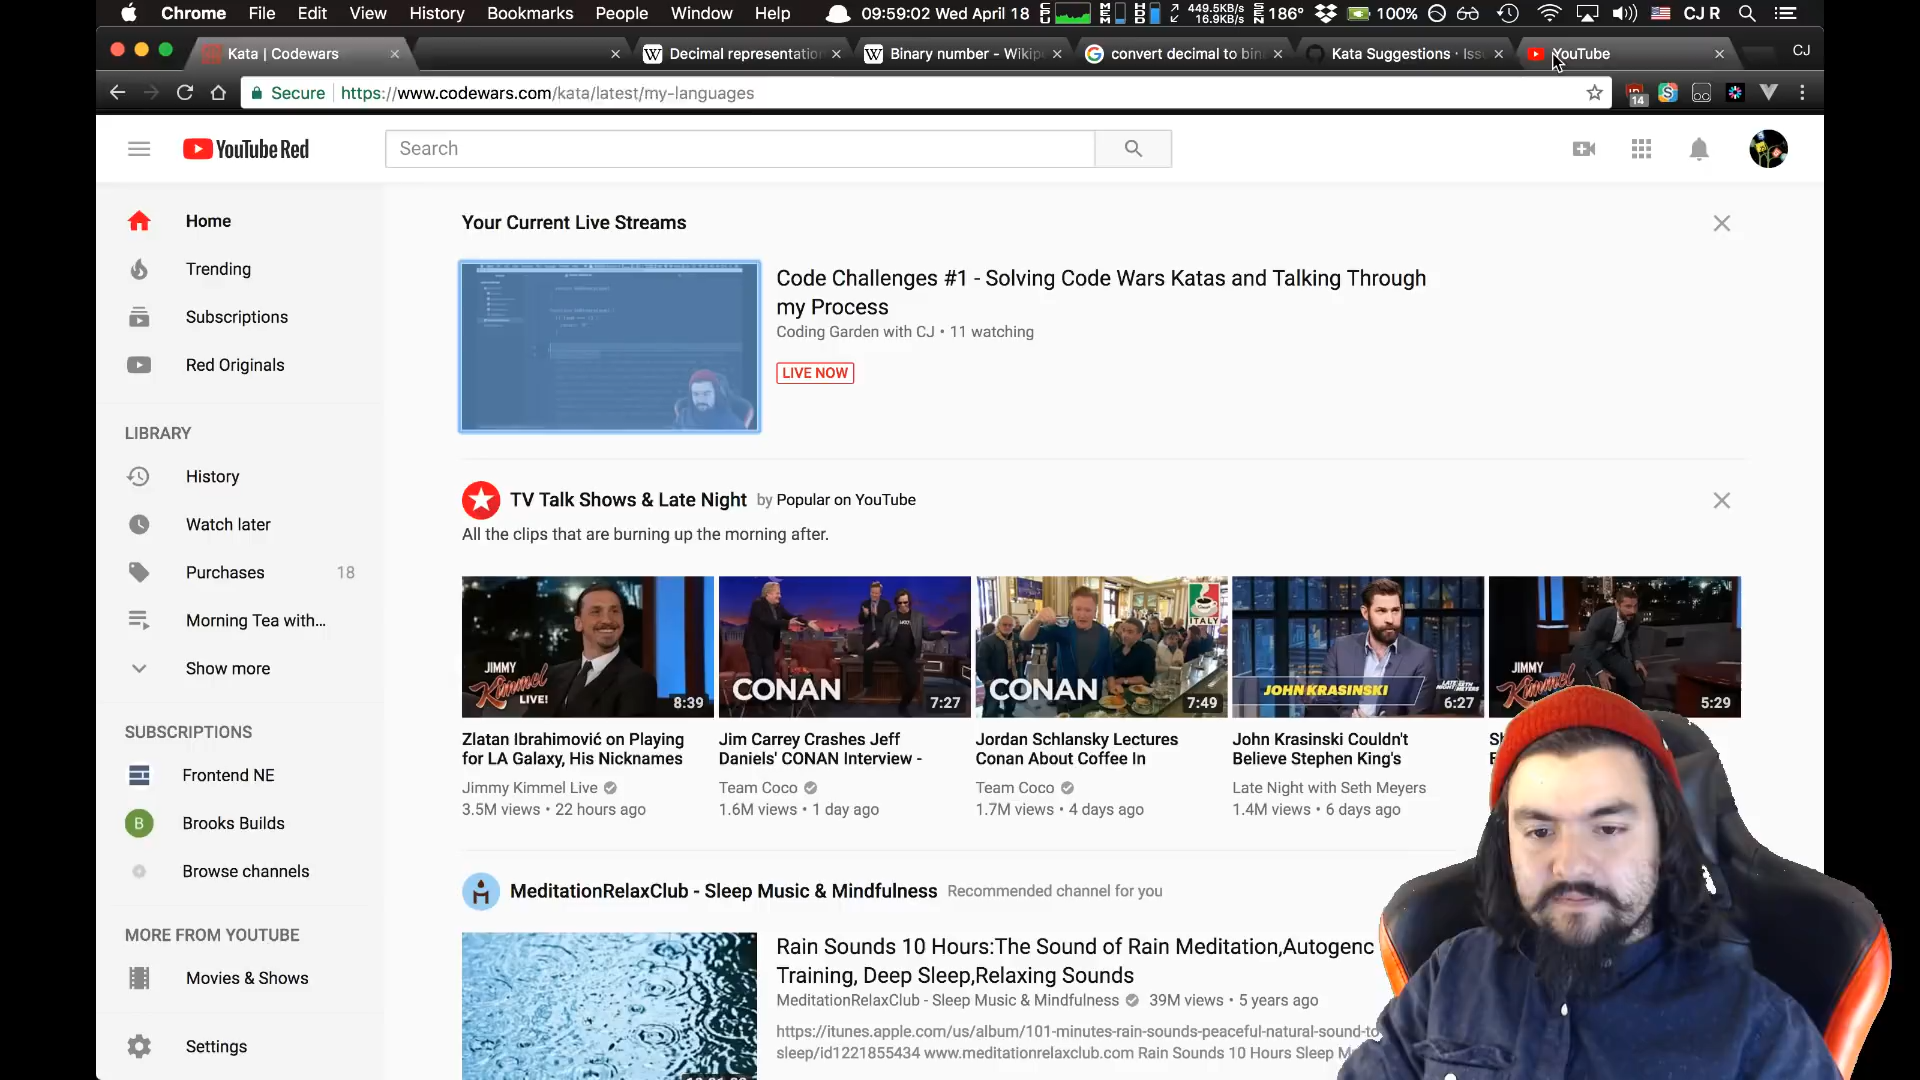 Chrome File Edit View History Bookmarks People Window Help 09:59:02 Wed April 18 449.5KB/s 16.9KB/s 186° 100% CJ R
Kata | Codewars Decimal representatio Binary number - Wikip convert decimal to bin Kata Suggestions · Iss YouTube CJ
Secure https://www.codewars.com/kata/latest/my-languages 14
YouTube Red Search
Home
Trending
Subscriptions
Red Originals
LIBRARY
History
Watch later
Purchases 18
Morning Tea with...
Show more
SUBSCRIPTIONS
Frontend NE
B Brooks Builds
Browse channels
MORE FROM YOUTUBE
Movies & Shows
Settings
Your Current Live Streams
Code Challenges #1 - Solving Code Wars Katas and Talking Through
my Process
Coding Garden with CJ • 11 watching
LIVE NOW
TV Talk Shows & Late Night by Popular on YouTube
All the clips that are burning up the morning after.
JIMMY Kimmel LIVE! 8:39
CONAN 7:27
ITALY CONAN 7:49
JOHN KRASINSKI 6:27
JIMMY Kimmel 5:29
Zlatan Ibrahimović on Playing
for LA Galaxy, His Nicknames
Jimmy Kimmel Live
3.5M views • 22 hours ago
Jim Carrey Crashes Jeff
Daniels' CONAN Interview -
Team Coco
1.6M views • 1 day ago
Jordan Schlansky Lectures
Conan About Coffee In
Team Coco
1.7M views • 4 days ago
John Krasinski Couldn't
Believe Stephen King's
Late Night with Seth Meyers
1.4M views • 6 days ago
MeditationRelaxClub - Sleep Music & Mindfulness Recommended channel for you
Rain Sounds 10 Hours:The Sound of Rain Meditation,Autogenc
Training, Deep Sleep,Relaxing Sounds
MeditationRelaxClub - Sleep Music & Mindfulness 39M views • 5 years ago
https://itunes.apple.com/us/album/101-minutes-rain-sounds-peaceful-natural-sound-to
sleep/id1221855434 www.meditationrelaxclub.com Rain Sounds 10 Hours Sleep M